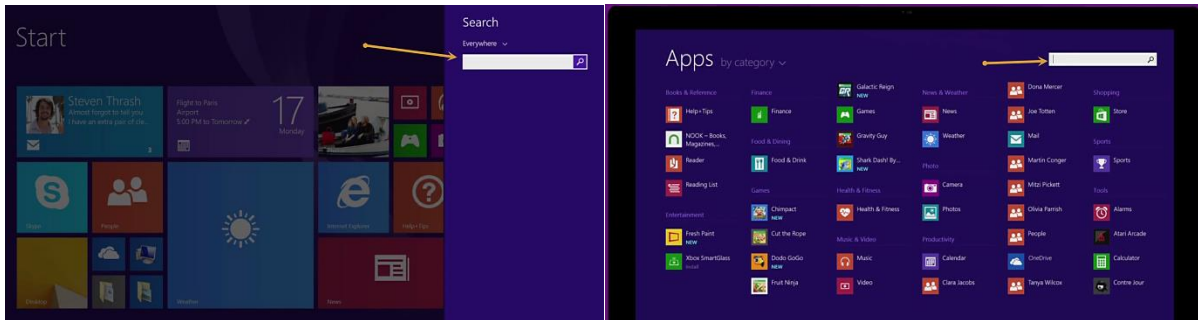 Start
Search
Everywhere
Steven Thrash
Almost forgot to tell you
I have an extra pair of cle...
2
Flight to Paris
Airport
5:00 PM to Tomorrow
17
Monday
Skype
People
Internet Explorer
Help+Tips
Desktop
Weather
News
Apps by category
Books & Reference
Help+Tips
NOOK – Books,
Magazines,...
Reader
Reading List
Entertainment
Fresh Paint
NEW
Xbox SmartGlass
Install
Finance
Finance
Food & Dining
Food & Drink
Games
Chimpact
NEW
Cut the Rope
Dodo GoGo
NEW
Fruit Ninja
Galactic Reign
NEW
Games
Gravity Guy
Shark Dash! By...
NEW
Health & Fitness
Health & Fitness
Music & Video
Music
Video
News & Weather
News
Weather
Photo
Camera
Photos
Productivity
Calendar
Clara Jacobs
Dona Mercer
Joe Totten
Mail
Martin Conger
Mitzi Pickett
Olivia Parrish
People
OneDrive
Tanya Wilcox
Shopping
Store
Sports
Sports
Tools
Alarms
Atari Arcade
Calculator
Contre Jour